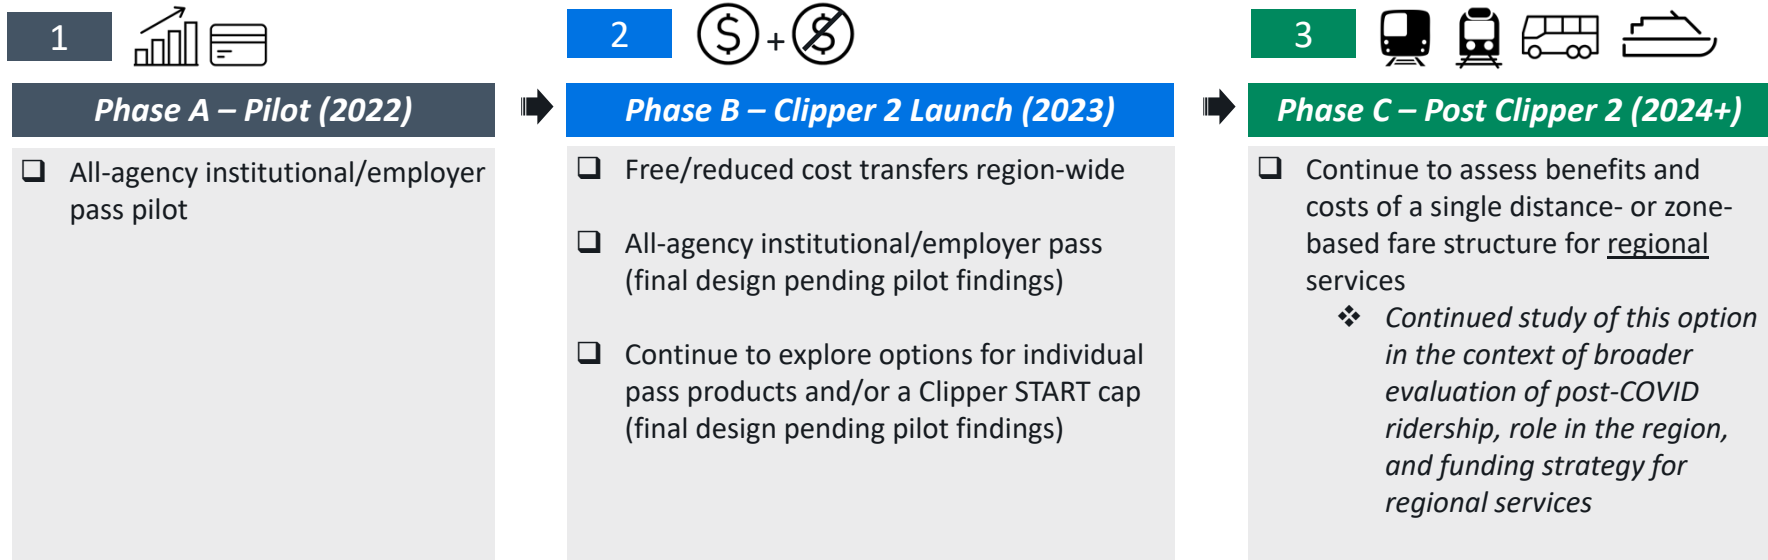 1
Phase A – Pilot (2022)
❑ All-agency institutional/employer
pass pilot
2
$ + $
Phase B – Clipper 2 Launch (2023)
❑ Free/reduced cost transfers region-wide
❑ All-agency institutional/employer pass
(final design pending pilot findings)
❑ Continue to explore options for individual
pass products and/or a Clipper START cap
(final design pending pilot findings)
3
Phase C – Post Clipper 2 (2024+)
❑ Continue to assess benefits and
costs of a single distance- or zone-
based fare structure for regional
services
❖ Continued study of this option
in the context of broader
evaluation of post-COVID
ridership, role in the region,
and funding strategy for
regional services